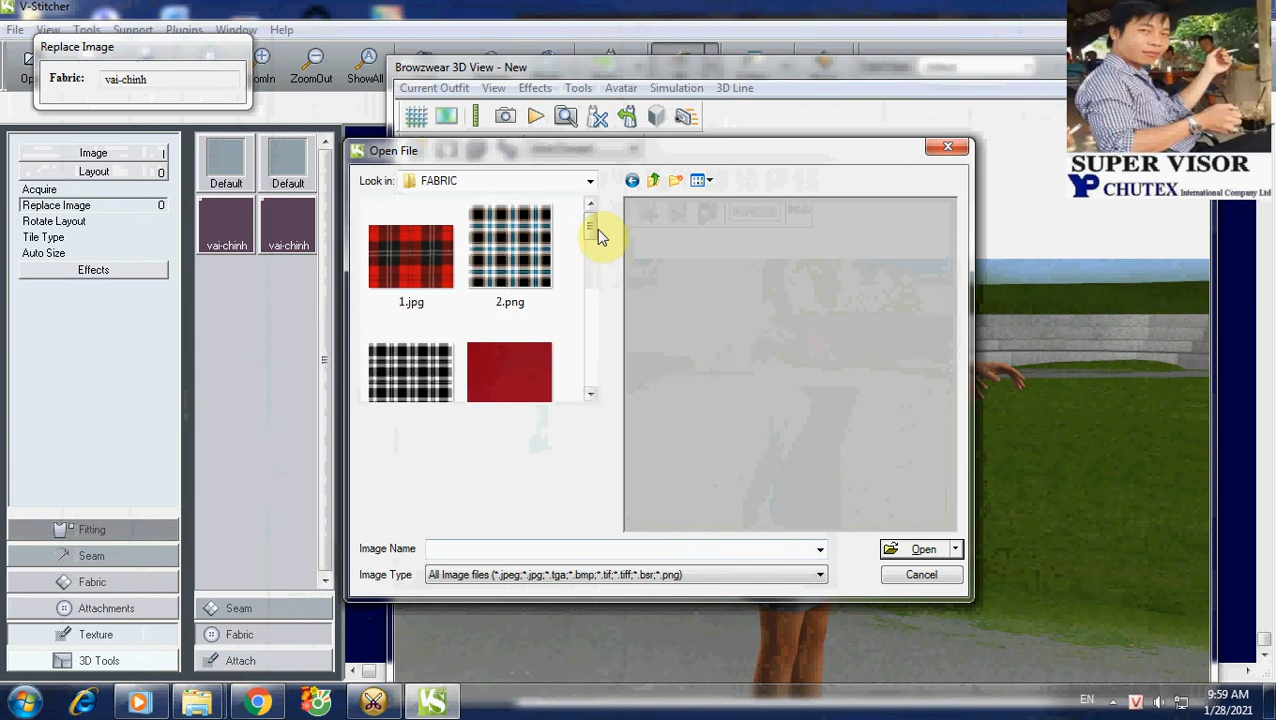 V-Stitcher
File View Tools Support Plugins Window Help
Replace Image
Fabric: vai-chinh
ZoomIn ZoomOut ShowAll
Browzwear 3D View - New
Current Outfit View Effects Tools Avatar Simulation 3D Line
SUPER VISOR
CHUTEX International Company Ltd
Image
Layout 0
Acquire
Replace Image 0
Rotate Layout
Tile Type
Auto Size
Effects
Default Default
vai-chinh vai-chinh
Open File
Look in: FABRIC
1.jpg 2.png
Image Name
Open
Image Type All Image files (*.jpeg;*.jpg;*.tga;*.bmp;*.tif;*.tiff;*.bsr;*.png)
Cancel
Fitting
Seam
Fabric
Attachments
Texture
3D Tools
Seam
Fabric
Attach
EN
9:59 AM
1/28/2021